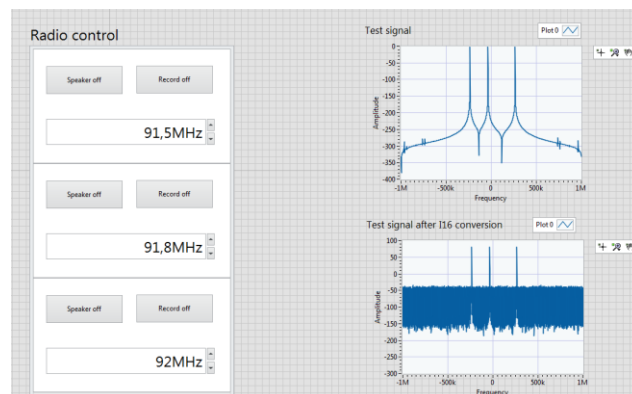 Radio control
Speaker off
Record off
91,5MHz
Speaker off
Record off
91,8MHz
Speaker off
Record off
92MHz
Test signal
Plot 0
0
-50
-100
-150
-200
-250
-300
-350
-400
Amplitude
-1M
-500k
0
500k
1M
Frequency
Test signal after I16 conversion
Plot 0
100
50
0
-50
-100
-150
-200
-300
Amplitude
-1M
-500k
0
500k
1M
Frequency